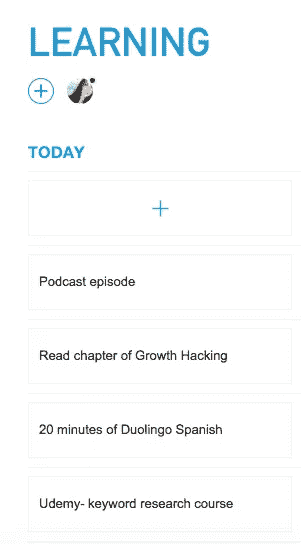 LEARNING
TODAY
Podcast episode
Read chapter of Growth Hacking
20 minutes of Duolingo Spanish
Udemy- keyword research course